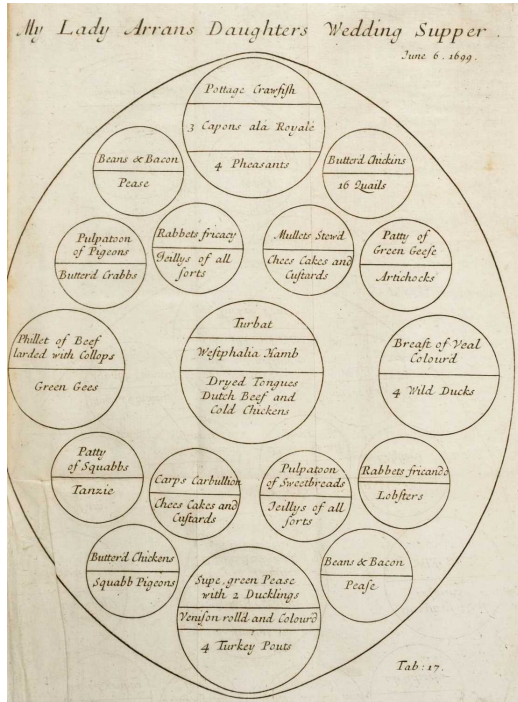 My Lady Arrans Daughters Wedding Supper.
June 6. 1699.
Pottage Crawfish
3 Capons ala Royale
4 Pheasants
Beans & Bacon
Pease
Butterd Chickins
16 Quails
Pulpatoon
of Pigeons
Butterd Crabbs
Rabbets fricacy
Jeillys of all
sorts
Mullets Stewd
Chees Cakes and
Custards
Patty of
Green Geese
Artichocks
Phillet of Beef
larded with Collops
Green Gees
Turbat
Westphalia Hamb
Dryed Tongues
Dutch Beef and
Cold Chickens
Breast of Veal
Colourd
4 Wild Ducks
Patty
of Squabbs
Tanzie
Carps Carbullion
Chees Cakes and
Custards
Pulpatoon
of Sweetbreads
Jeillys of all
sorts
Rabbets fricando
Lobsters
Butterd Chickens
Squabb Pigeons
Supe, green Pease
with 2 Ducklings
Venison rolld and Colourd
4 Turkey Pouts
Beans & Bacon
Pease
Tab: 17.